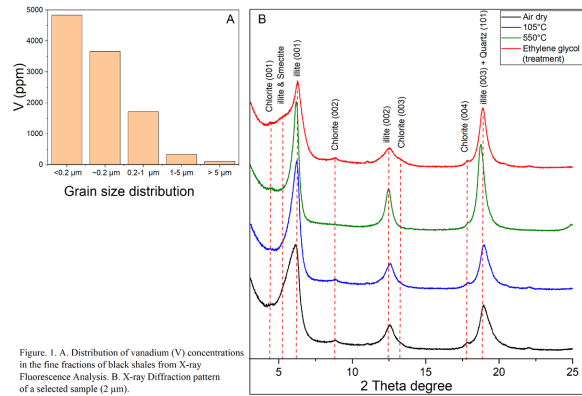 A
5000
4000
3000
2000
1000
0
V (ppm)
<0.2 µm
~0.2 µm
0.2-1 µm
1-5 µm
> 5 µm
Grain size distribution
B
Air dry
105°C
550°C
Ethylene glycol
(treatment)
Chlorite (001)
illite & Smectite
illite (001)
Chlorite (002)
illite (002)
Chlorite (003)
Chlorite (004)
illite (003) + Quartz (101)
5
10
15
20
25
2 Theta degree
Figure. 1. A. Distribution of vanadium (V) concentrations
in the fine fractions of black shales from X-ray
Fluorescence Analysis. B. X-ray Diffraction pattern
of a selected sample (2 µm).